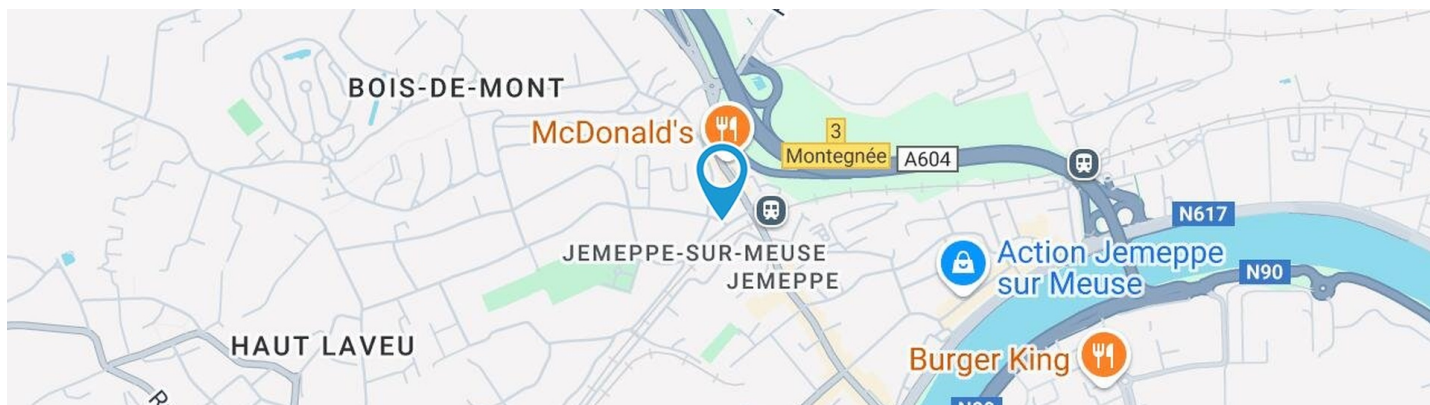 BOIS-DE-MONT
McDonald's
3
Montegnée
A604
N617
JEMEPPE-SUR-MEUSE
JEMEPPE
Action Jemeppe
sur Meuse
N90
HAUT LAVEU
Burger King